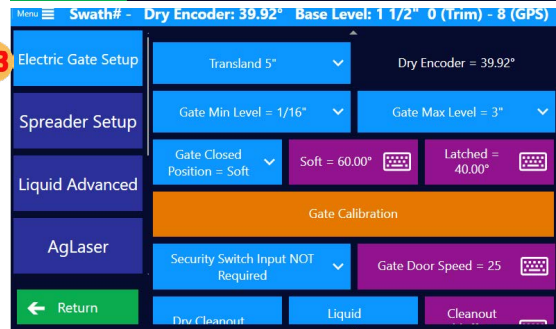 Menu Swath# - Dry Encoder: 39.92° Base Level: 1 1/2" 0 (Trim) - 8 (GPS)
3
Electric Gate Setup
Transland 5"
Dry Encoder = 39.92°
Spreader Setup
Gate Min Level = 1/16"
Gate Max Level = 3"
Liquid Advanced
Gate Closed
Position = Soft
Soft = 60.00°
Latched =
40.00°
Gate Calibration
AgLaser
Security Switch Input NOT
Required
Gate Door Speed = 25
Return
Dry Cleanout
Liquid
Cleanout